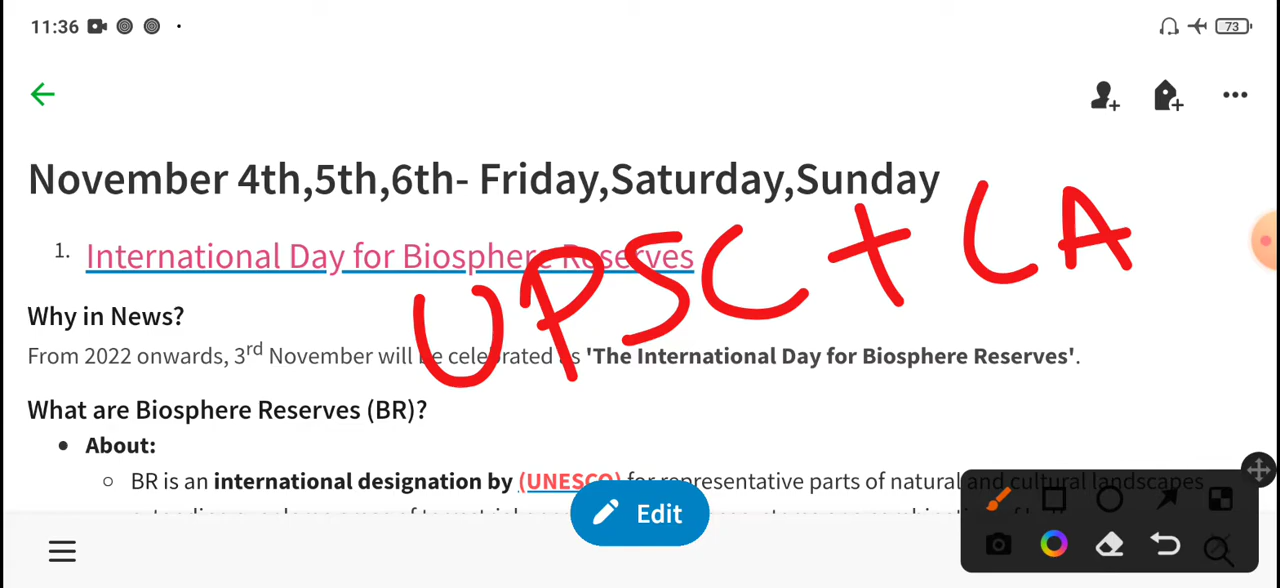 11:36
73
November 4th,5th,6th- Friday,Saturday,Sunday
1. International Day for Biosphere Reserves
UPSC + CA
Why in News?
From 2022 onwards, 3rd November will be celebrated as 'The International Day for Biosphere Reserves'.
What are Biosphere Reserves (BR)?
• About:
○ BR is an international designation by (UNESCO) for representative parts of natural and cultural landscapes
Edit